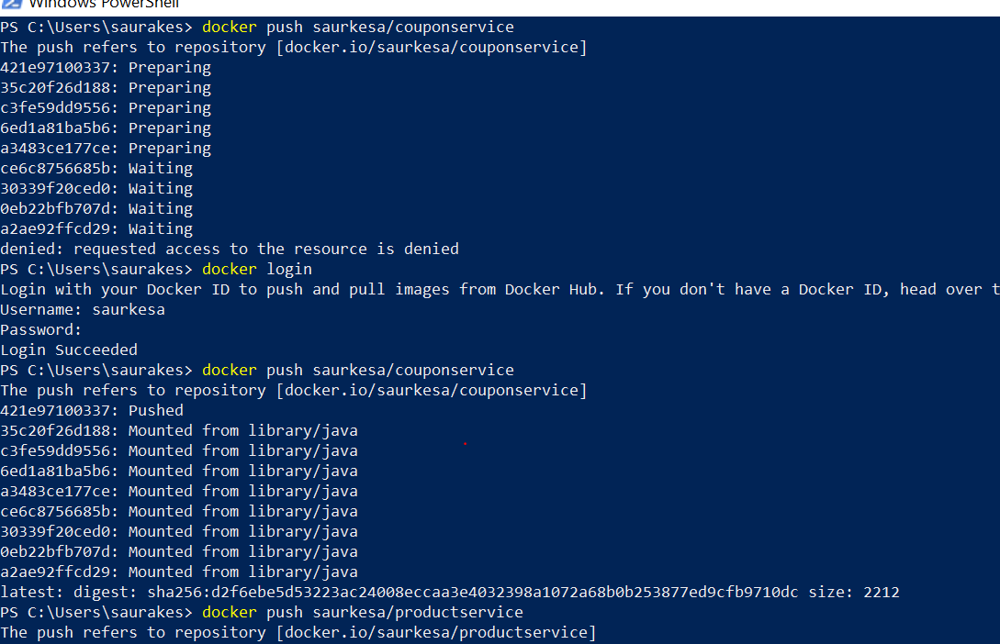 Windows PowerShell
PS C:\Users\saurakes> docker push saurkesa/couponservice
The push refers to repository [docker.io/saurkesa/couponservice]
421e97100337: Preparing
35c20f26d188: Preparing
c3fe59dd9556: Preparing
6ed1a81ba5b6: Preparing
a3483ce177ce: Preparing
ce6c8756685b: Waiting
30339f20ced0: Waiting
0eb22bfb707d: Waiting
a2ae92ffcd29: Waiting
denied: requested access to the resource is denied
PS C:\Users\saurakes> docker login
Login with your Docker ID to push and pull images from Docker Hub. If you don't have a Docker ID, head over t
Username: saurkesa
Password:
Login Succeeded
PS C:\Users\saurakes> docker push saurkesa/couponservice
The push refers to repository [docker.io/saurkesa/couponservice]
421e97100337: Pushed
35c20f26d188: Mounted from library/java
c3fe59dd9556: Mounted from library/java
6ed1a81ba5b6: Mounted from library/java
a3483ce177ce: Mounted from library/java
ce6c8756685b: Mounted from library/java
30339f20ced0: Mounted from library/java
0eb22bfb707d: Mounted from library/java
a2ae92ffcd29: Mounted from library/java
latest: digest: sha256:d2f6ebe5d53223ac24008eccaa3e4032398a1072a68b0b253877ed9cfb9710dc size: 2212
PS C:\Users\saurakes> docker push saurkesa/productservice
The push refers to repository [docker.io/saurkesa/productservice]